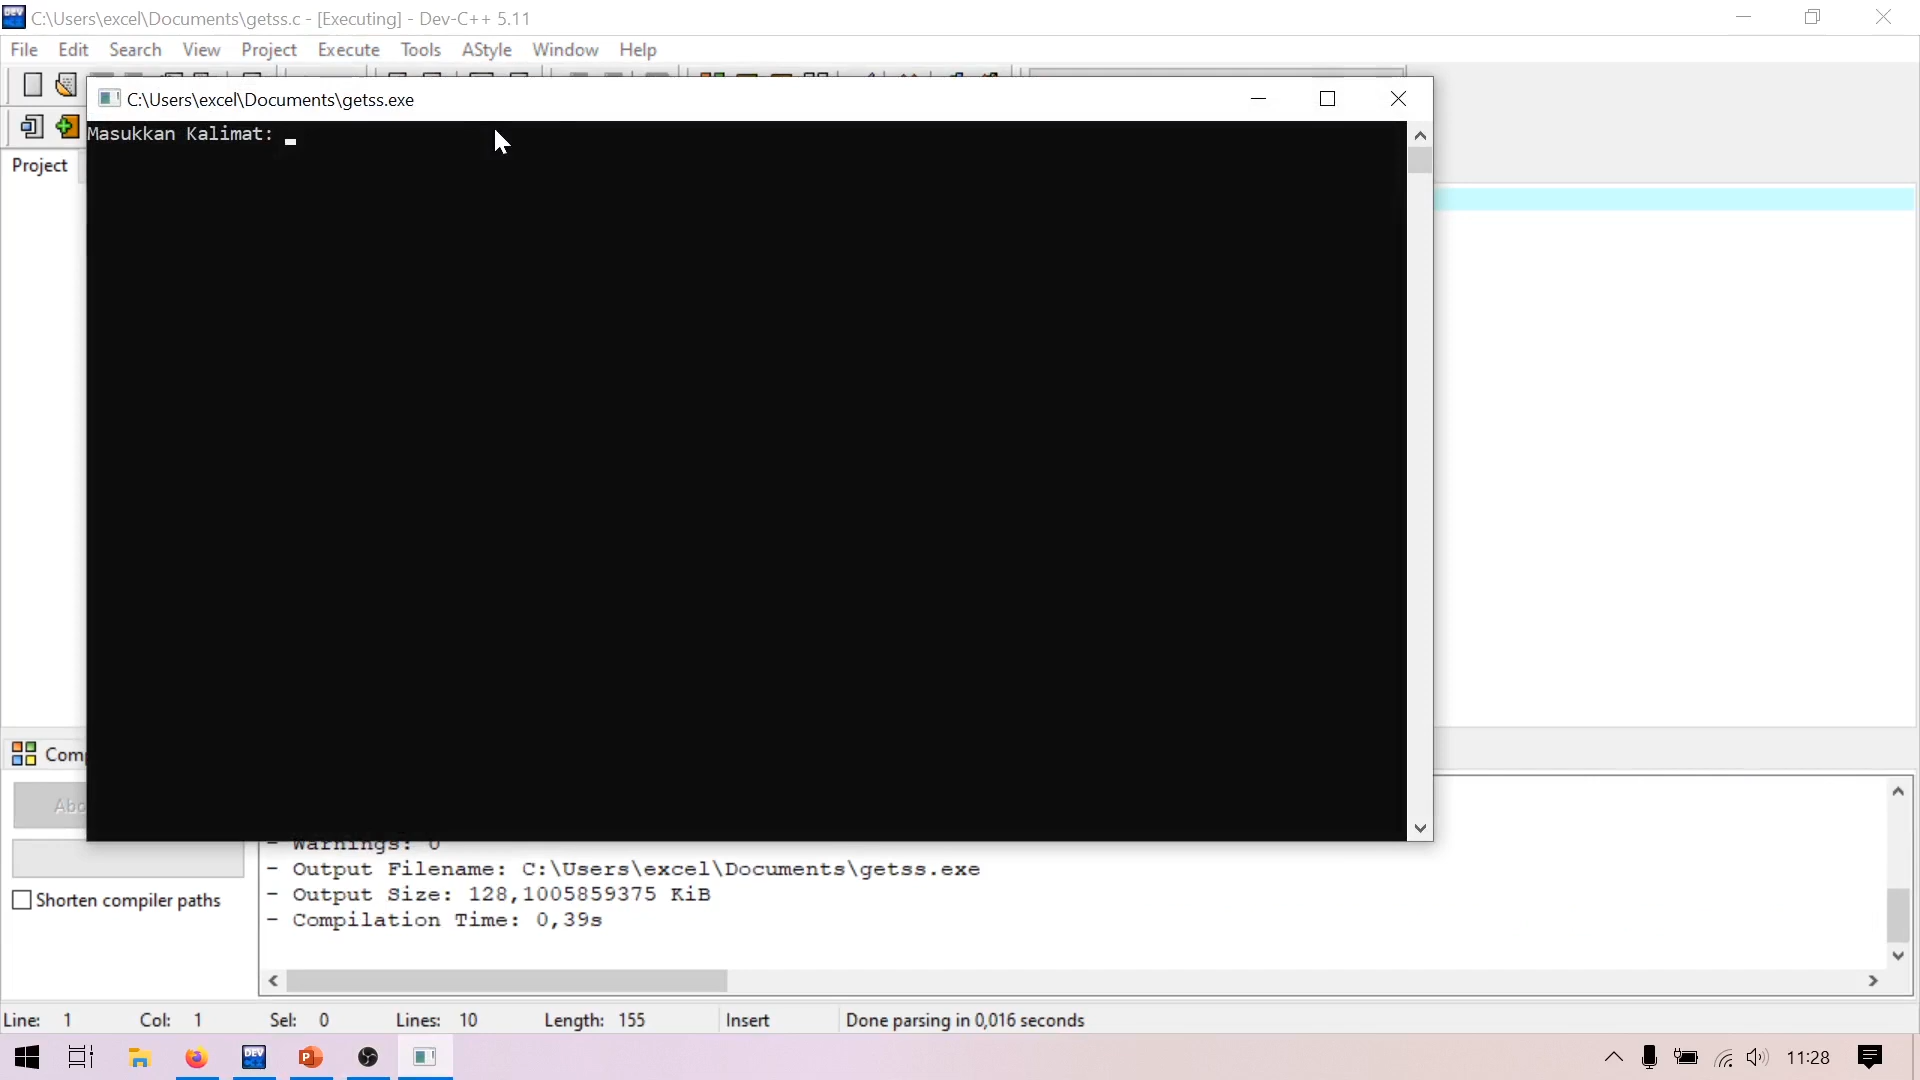 C:\Users\excel\Documents\getss.c - [Executing] - Dev-C++ 5.11
File Edit Search View Project Execute Tools AStyle Window Help
C:\Users\excel\Documents\getss.exe
Masukkan Kalimat:
Project
- Warnings: 0
- Output Filename: C:\Users\excel\Documents\getss.exe
- Output Size: 128,1005859375 KiB
- Compilation Time: 0,39s
Shorten compiler paths
Line: 1 Col: 1 Sel: 0 Lines: 10 Length: 155 Insert Done parsing in 0,016 seconds
DEV
11:28